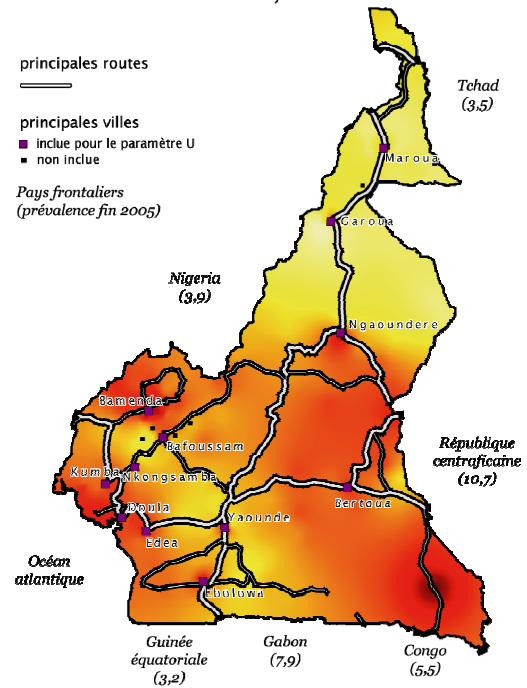 principales routes
principales villes
inclue pour le paramètre U
non inclue
Pays frontaliers
(prévalence fin 2005)
Tchad
(3,5)
Maroua
Garoua
Nigeria
(3,9)
Ngaoundere
Bamenda
Bafoussam
République
centraficaine
(10,7)
Kumba
Nkongsamba
Bertoua
Doula
Yaounde
Edea
Océan
atlantique
Ebolowa
Guinée
équatoriale
(3,2)
Gabon
(7,9)
Congo
(5,5)